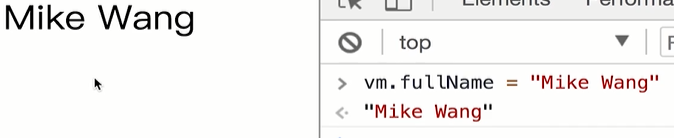 Mike Wang
Elements
top
vm.fullName = "Mike Wang"
"Mike Wang"